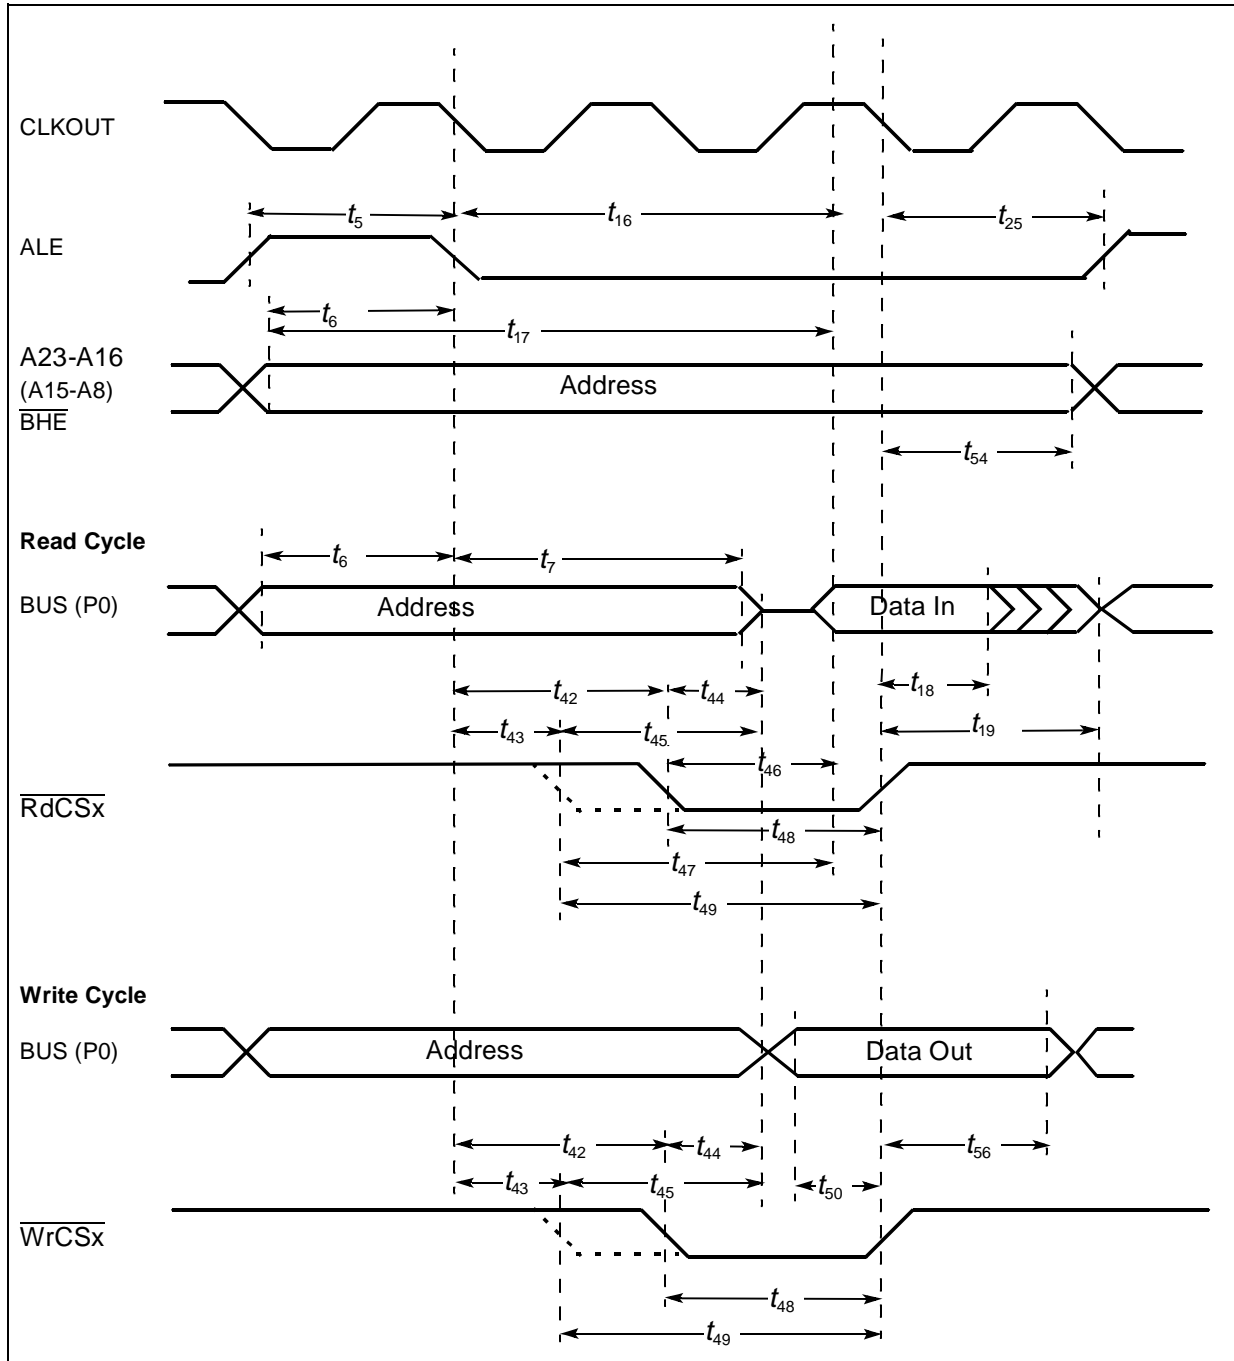 CLKOUT
t5 t16 t25
ALE
t6 t17
A23-A16
(A15-A8)
BHE
Address
t54
Read Cycle
t6 t7
BUS (P0) Address Data In
t42 t44 t18
t43 t45 t19
t46
RdCSx
t48
t47
t49
Write Cycle
BUS (P0) Address Data Out
t42 t44 t56
t43 t45 t50
WrCSx
t48
t49